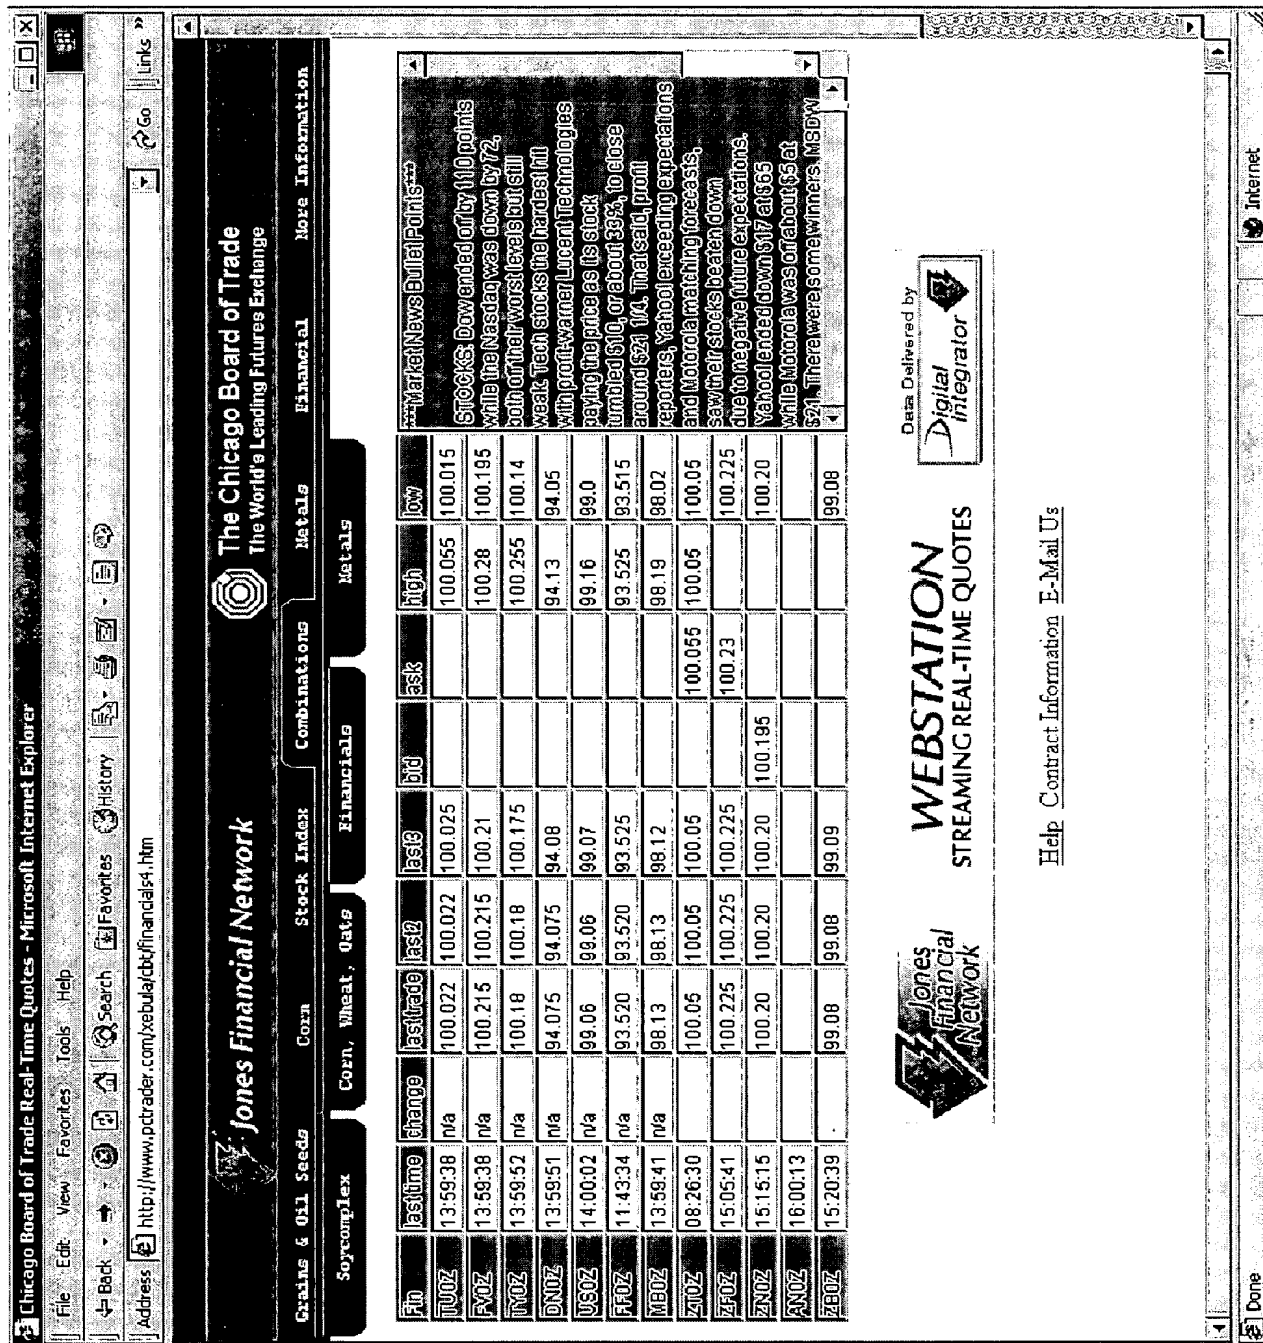 Chicago Board of Trade Real-Time Quotes - Microsoft Internet Explorer
File Edit View Favorites Tools Help
Back Search Favorites History
Address http://www.pctrader.com/xebula/cbt/financials4.htm Go Links »
Jones Financial Network
The Chicago Board of Trade
The World's Leading Futures Exchange
Grains & Oil Seeds Corn Stock Index Combinations Metals Financial More Information
Soycomplex Corn, Wheat, Oats Financials Metals
Fin last time change last trade last2 last3 bid ask high low
TU0Z 13:59:38 n/a 100.022 100.022 100.025 100.055 100.015
FV0Z 13:59:38 n/a 100.215 100.215 100.21 100.28 100.195
TY0Z 13:59:52 n/a 100.18 100.18 100.175 100.255 100.14
DN0Z 13:59:51 n/a 94.075 94.075 94.08 94.13 94.05
US0Z 14:00:02 n/a 99.06 99.06 99.07 99.16 99.0
FF0Z 11:43:34 n/a 93.520 93.520 93.525 93.525 93.515
MB0Z 13:59:41 n/a 98.13 98.13 98.12 98.19 98.02
ZT0Z 08:26:30 100.05 100.05 100.05 100.055 100.05 100.05
ZF0Z 15:05:41 100.225 100.225 100.225 100.23 100.225
ZN0Z 15:15:15 100.20 100.20 100.20 100.195 100.20
AN0Z 16:00:13
ZB0Z 15:20:39 99.08 99.08 99.09 99.08
***Market News Bullet Points***
STOCKS: Dow ended off by 110 points
while the Nasdaq was down by 72,
both off their worst levels but still
weak. Tech stocks the hardest hit
with profit-warner Lucent Technologies
paying the price as its stock
tumbled $10, or about 33%, to close
around $21 1/4. That said, profit
reporters, Yahoo! exceeding expectations
and Motorola matching forecasts,
saw their stocks beaten down
due to negative future expectations.
Yahoo! ended down $17 at $65
while Motorola was off about $5 at
$21. There were some winners. MSDW
Jones
Financial
Network
WEBSTATION
STREAMING REAL-TIME QUOTES
Data Delivered by
Digital
Integrator
Help Contract Information E-Mail Us
Done Internet